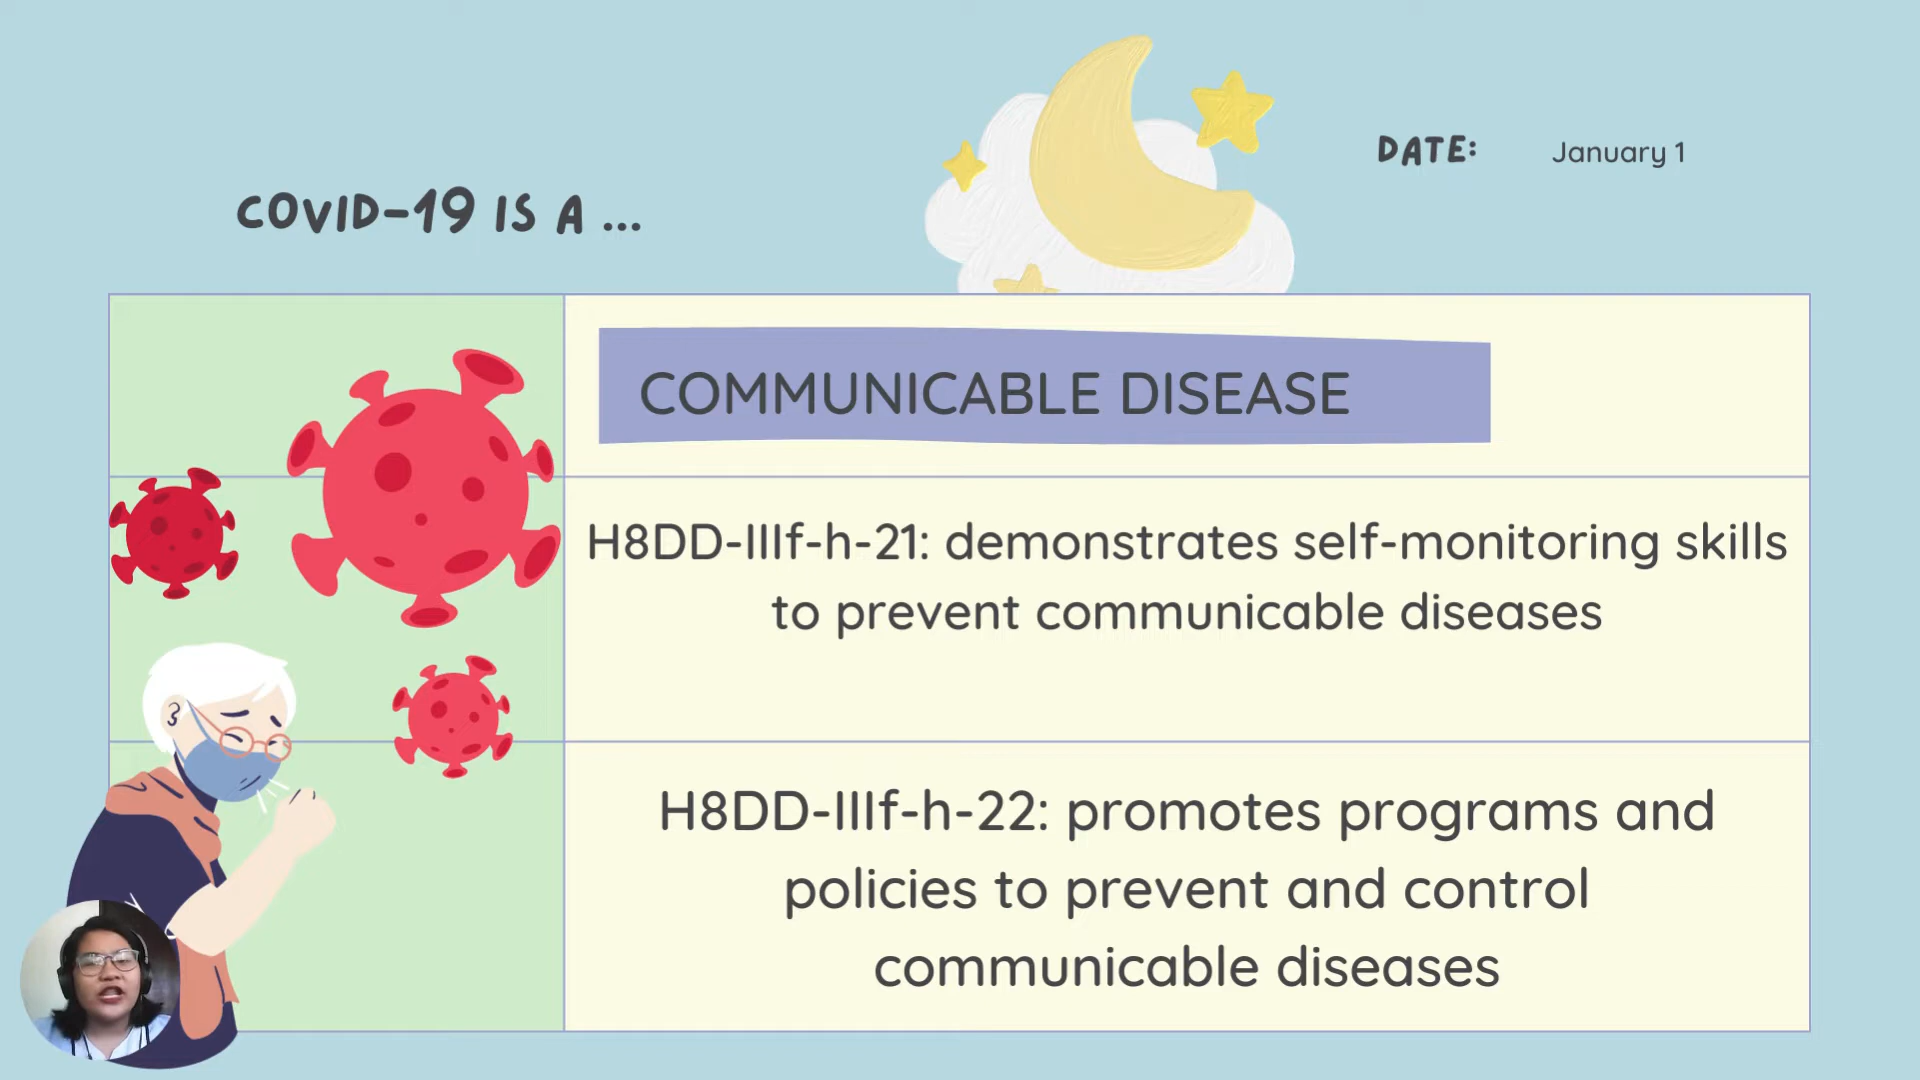 COVID-19 IS A ...
DATE: January 1
COMMUNICABLE DISEASE
H8DD-IIIf-h-21: demonstrates self-monitoring skills
to prevent communicable diseases
H8DD-IIIf-h-22: promotes programs and
policies to prevent and control
communicable diseases